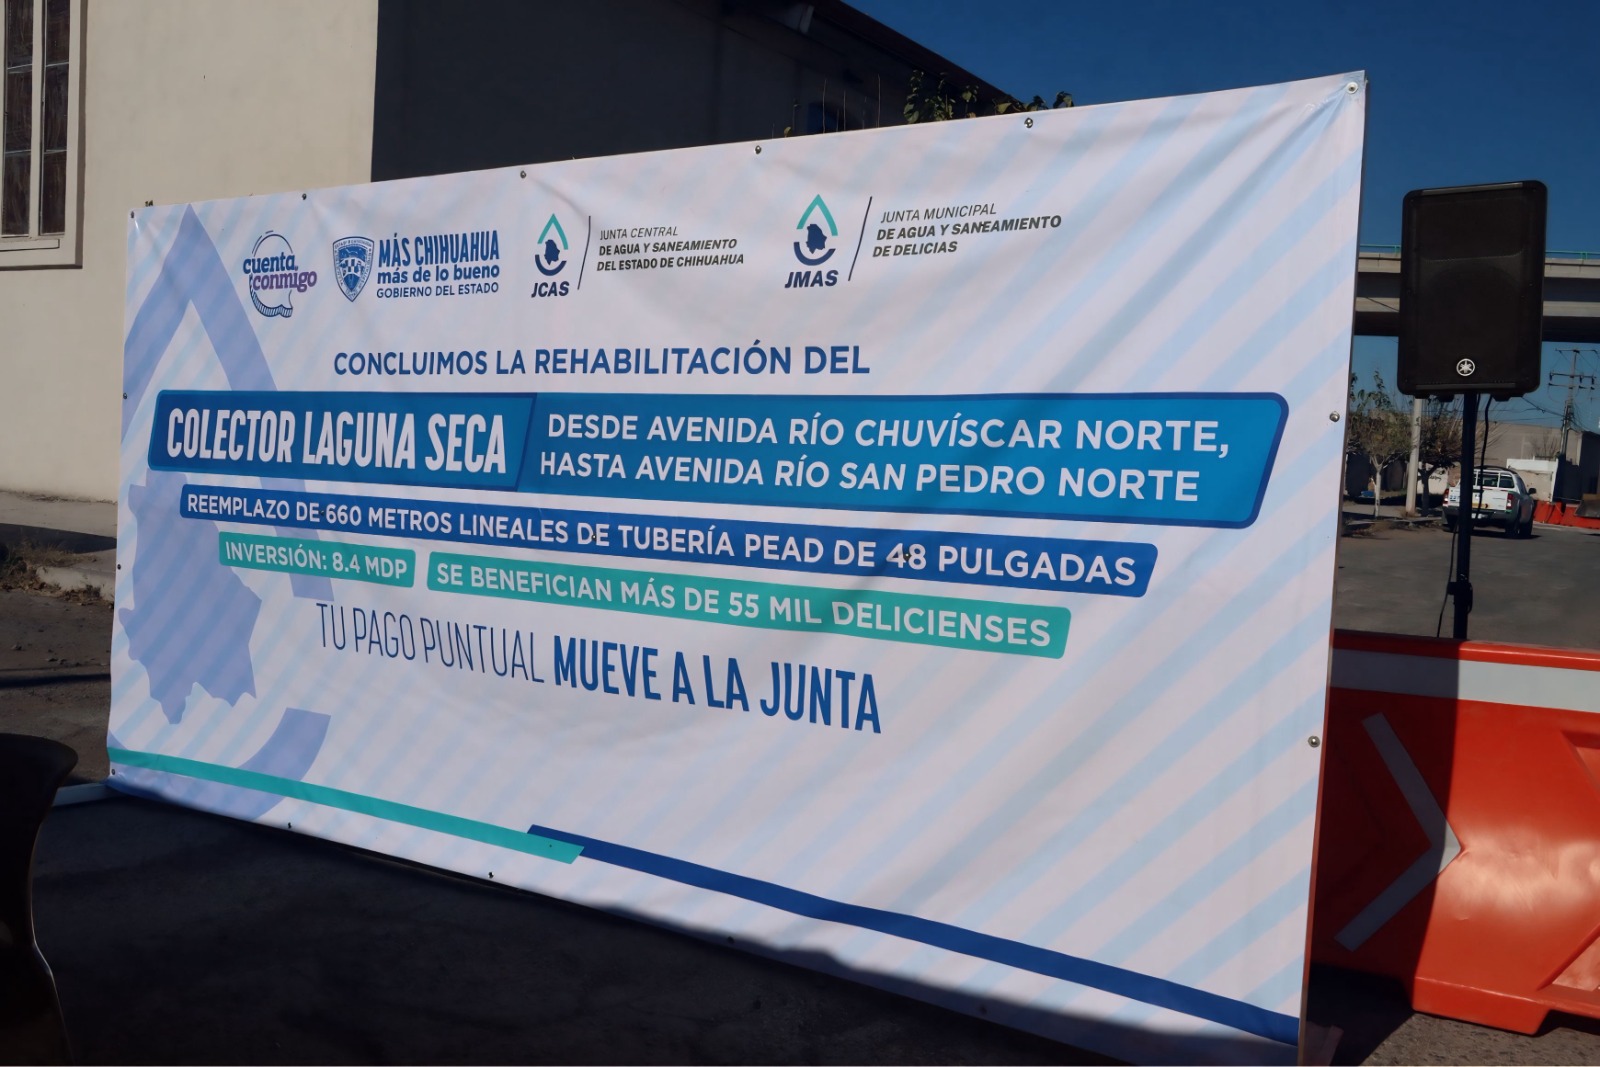 cuenta
conmigo
MÁS CHIHUAHUA
más de lo bueno
GOBIERNO DEL ESTADO
JCAS
JUNTA CENTRAL
DE AGUA Y SANEAMIENTO
DEL ESTADO DE CHIHUAHUA
JMAS
JUNTA MUNICIPAL
DE AGUA Y SANEAMIENTO
DE DELICIAS
CONCLUIMOS LA REHABILITACIÓN DEL
COLECTOR LAGUNA SECA
DESDE AVENIDA RÍO CHUVÍSCAR NORTE,
HASTA AVENIDA RÍO SAN PEDRO NORTE
REEMPLAZO DE 660 METROS LINEALES DE TUBERÍA PEAD DE 48 PULGADAS
INVERSIÓN: 8.4 MDP
SE BENEFICIAN MÁS DE 55 MIL DELICIENSES
TU PAGO PUNTUAL MUEVE A LA JUNTA